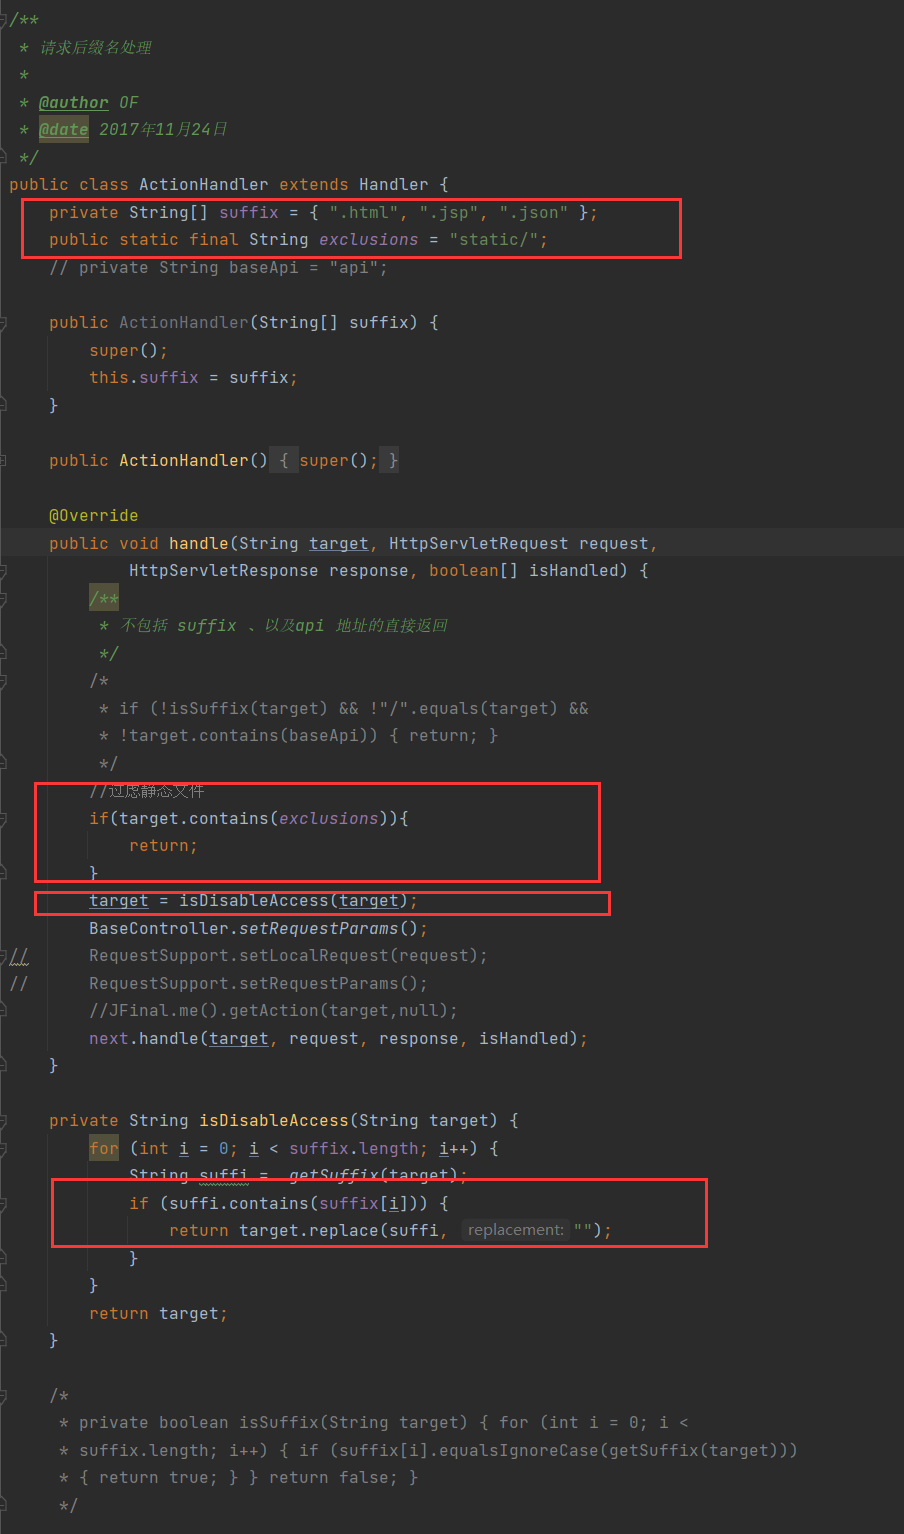 /**
 * 请求后缀名处理
 *
 * @author OF
 * @date 2017年11月24日
 */
public class ActionHandler extends Handler {
    private String[] suffix = { ".html", ".jsp", ".json" };
    public static final String exclusions = "static/";
    // private String baseApi = "api";
    public ActionHandler(String[] suffix) {
        super();
        this.suffix = suffix;
    }
    public ActionHandler() { super(); }
    @Override
    public void handle(String target, HttpServletRequest request,
            HttpServletResponse response, boolean[] isHandled) {
        /**
         * 不包括 suffix 、以及api 地址的直接返回
         */
        /*
         * if (!isSuffix(target) && !"/".equals(target) &&
         * !target.contains(baseApi)) { return; }
         */
        //过虑静态文件
        if(target.contains(exclusions)){
            return;
        }
        target = isDisableAccess(target);
        BaseController.setRequestParams();
//      RequestSupport.setLocalRequest(request);
//      RequestSupport.setRequestParams();
        //JFinal.me().getAction(target,null);
        next.handle(target, request, response, isHandled);
    }
    private String isDisableAccess(String target) {
        for (int i = 0; i < suffix.length; i++) {
            String suffi = getSuffix(target);
            if (suffi.contains(suffix[i])) {
                return target.replace(suffi, replacement: "");
            }
        }
        return target;
    }
    /*
     * private boolean isSuffix(String target) { for (int i = 0; i <
     * suffix.length; i++) { if (suffix[i].equalsIgnoreCase(getSuffix(target)))
     * { return true; } } return false; }
     */